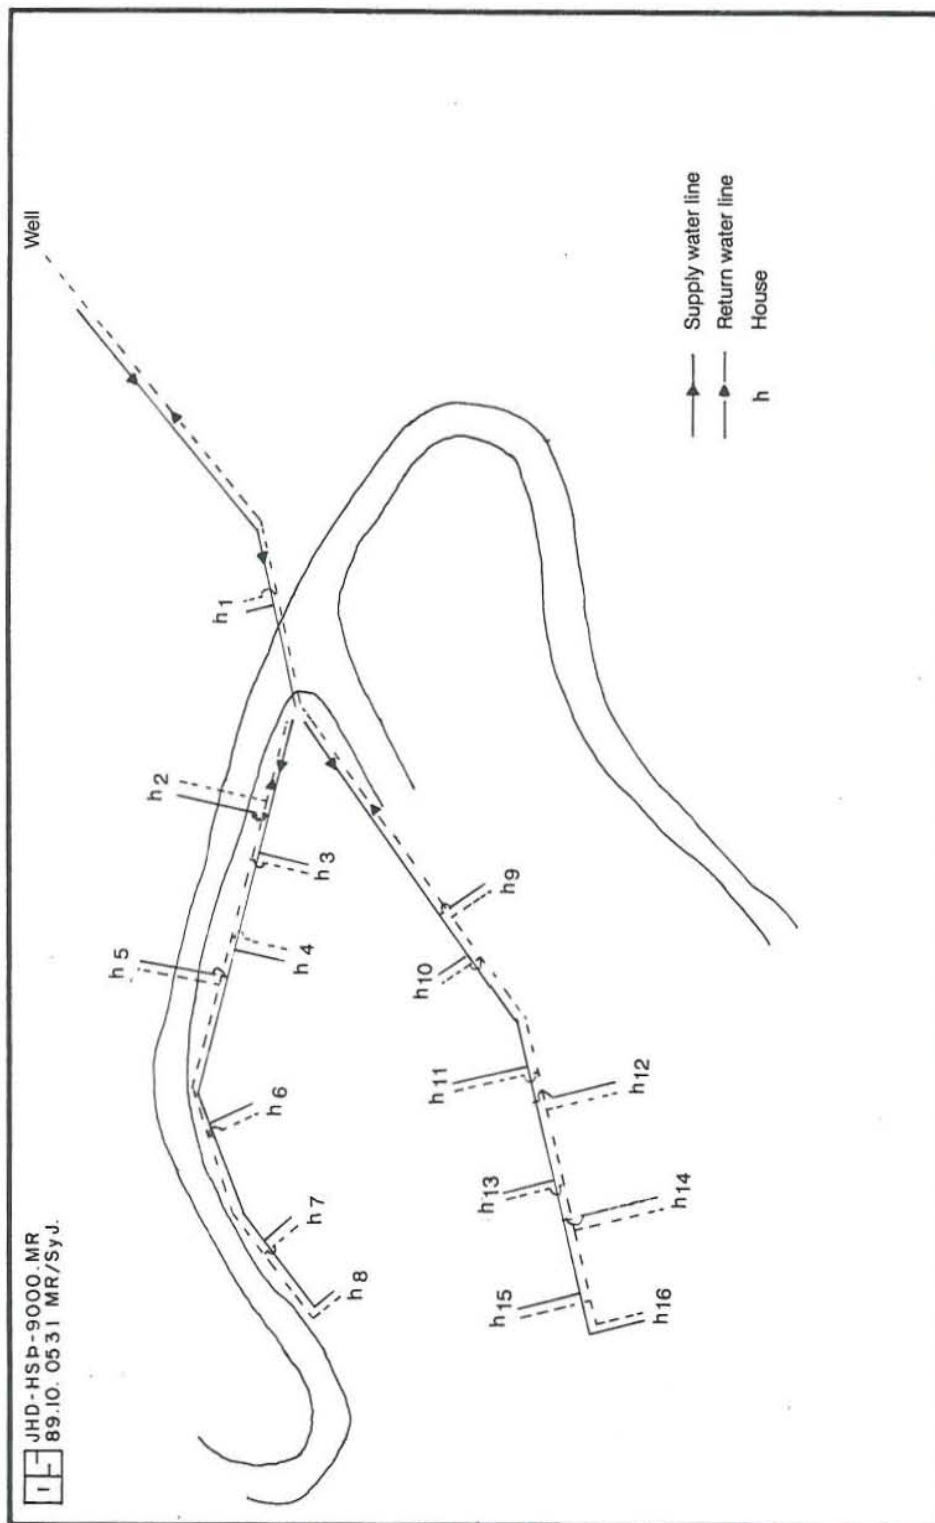 JHD-HSÞ-9000.MR
89.10.0531 MR/SyJ.
Well
h1
h2
h3
h4
h5
h6
h7
h8
h9
h10
h11
h12
h13
h14
h15
h16
Supply water line
Return water line
h House